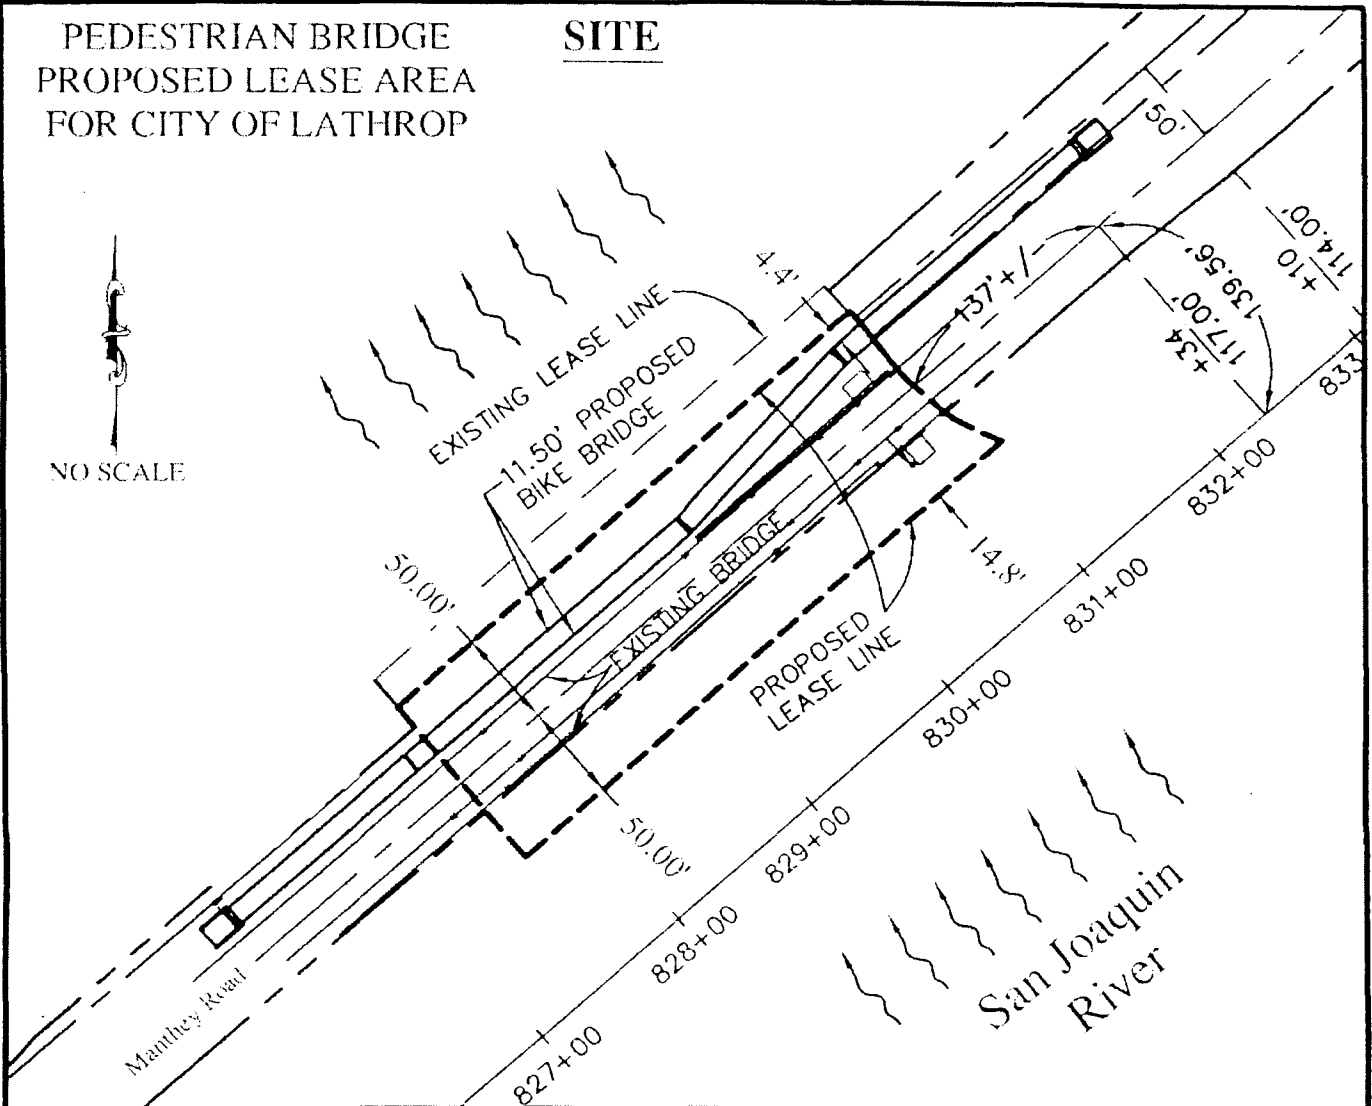 PEDESTRIAN BRIDGE
PROPOSED LEASE AREA
FOR CITY OF LATHROP
SITE
NO SCALE
50'
4.4'
137'+/
139.56'
+10
114.00'
+34
117.00'
EXISTING LEASE LINE
11.50' PROPOSED
BIKE BRIDGE
EXISTING BRIDGE
50.00'
50.00'
14.8'
PROPOSED
LEASE LINE
833
832+00
831+00
830+00
829+00
828+00
827+00
Manthey Road
San Joaquin
River